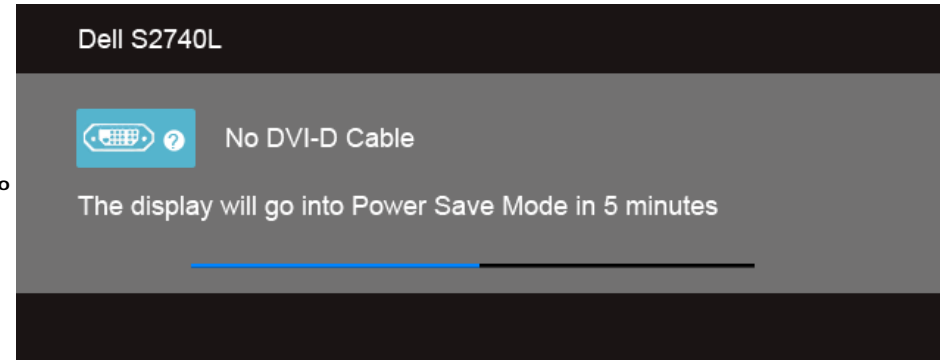 Dell S2740L
No DVI-D Cable
o
The display will go into Power Save Mode in 5 minutes